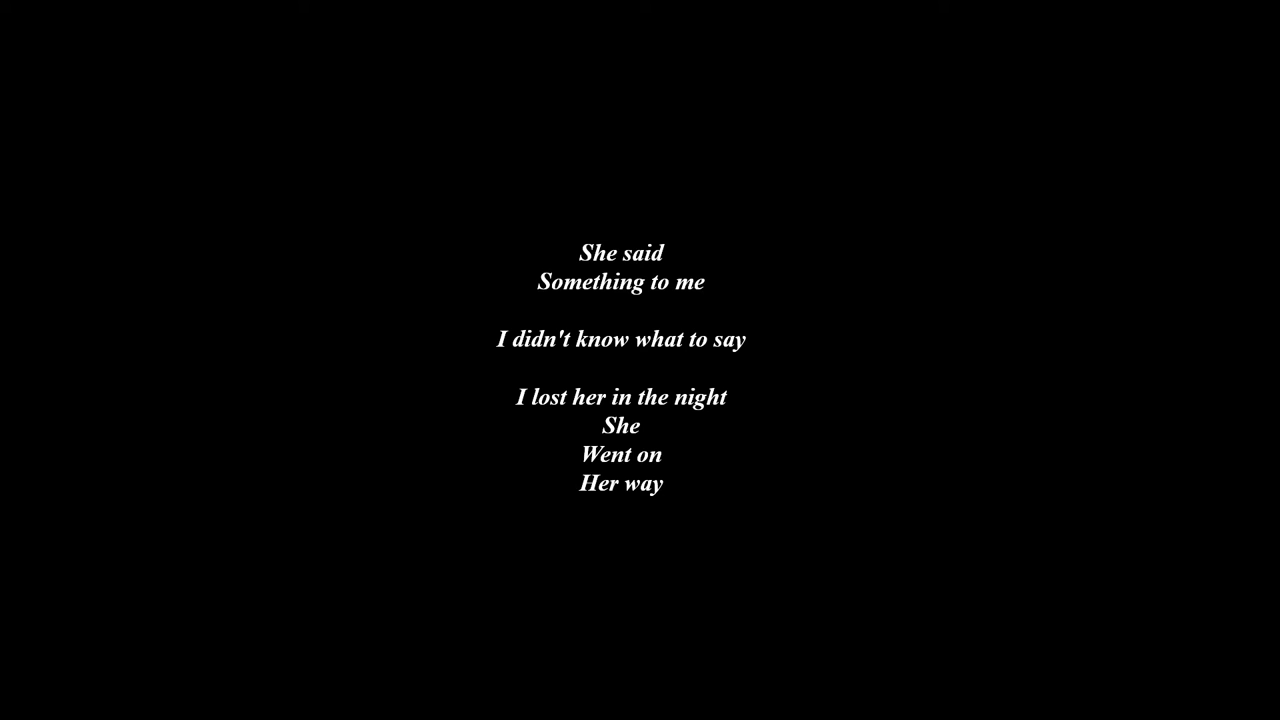 She said
Something to me
I didn't know what to say
I lost her in the night
She
Went on
Her way